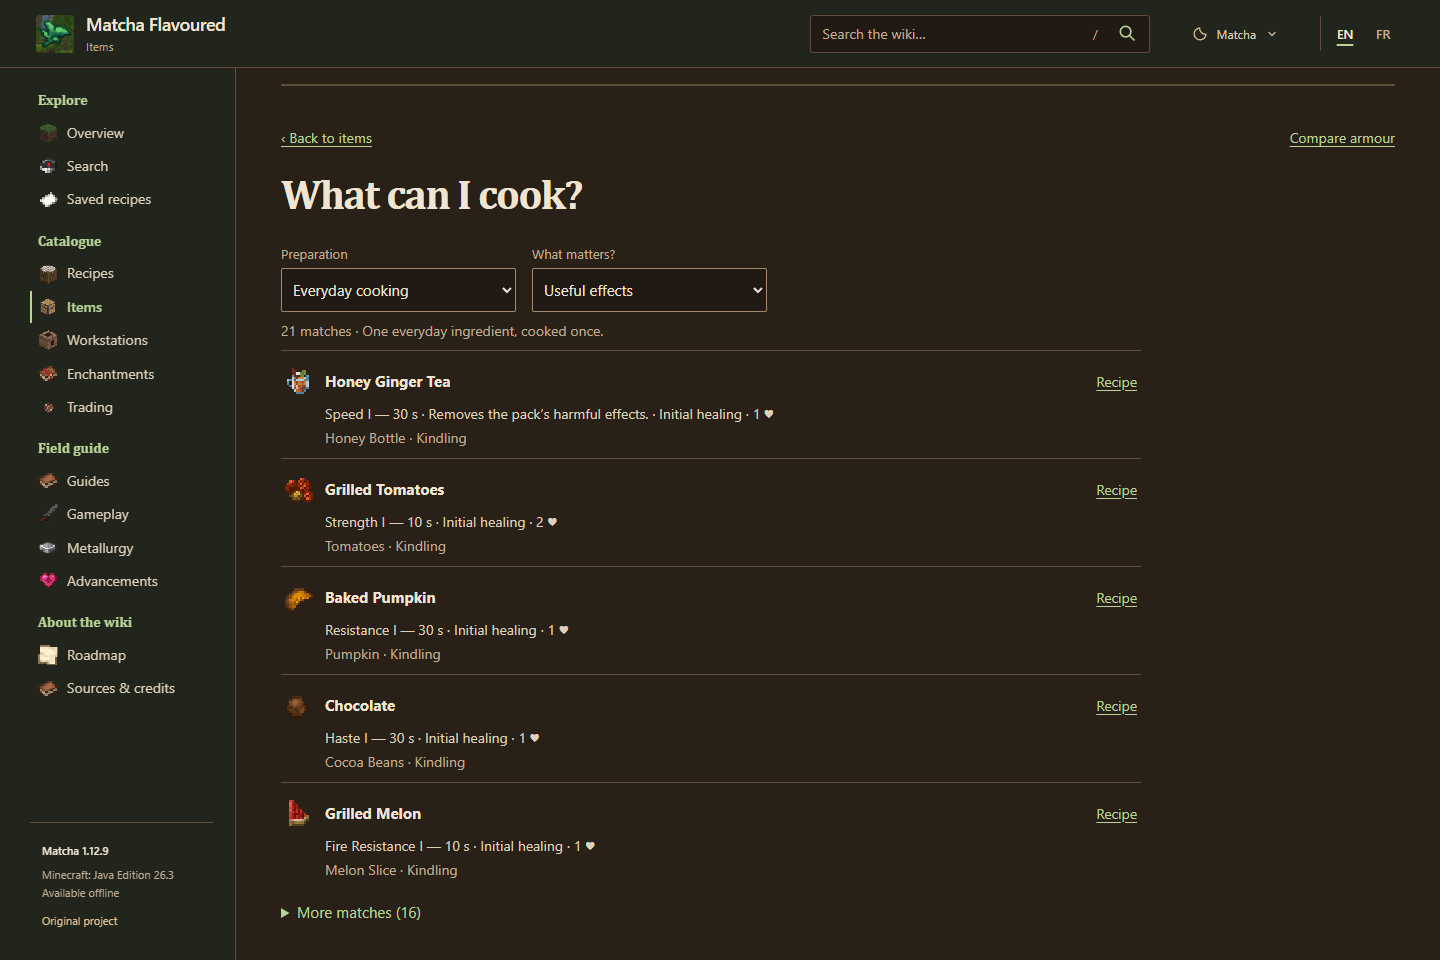 Matcha Flavoured
Items
Search the wiki...
/
Matcha
EN
FR
Explore
Overview
Search
Saved recipes
Catalogue
Recipes
Items
Workstations
Enchantments
Trading
Field guide
Guides
Gameplay
Metallurgy
Advancements
About the wiki
Roadmap
Sources & credits
Matcha 1.12.9
Minecraft: Java Edition 26.3
Available offline
Original project
‹ Back to items
Compare armour
What can I cook?
Preparation
What matters?
Everyday cooking
Useful effects
21 matches · One everyday ingredient, cooked once.
Honey Ginger Tea
Recipe
Speed I — 30 s · Removes the pack's harmful effects. · Initial healing · 1 ♥
Honey Bottle · Kindling
Grilled Tomatoes
Recipe
Strength I — 10 s · Initial healing · 2 ♥
Tomatoes · Kindling
Baked Pumpkin
Recipe
Resistance I — 30 s · Initial healing · 1 ♥
Pumpkin · Kindling
Chocolate
Recipe
Haste I — 30 s · Initial healing · 1 ♥
Cocoa Beans · Kindling
Grilled Melon
Recipe
Fire Resistance I — 10 s · Initial healing · 1 ♥
Melon Slice · Kindling
▶ More matches (16)